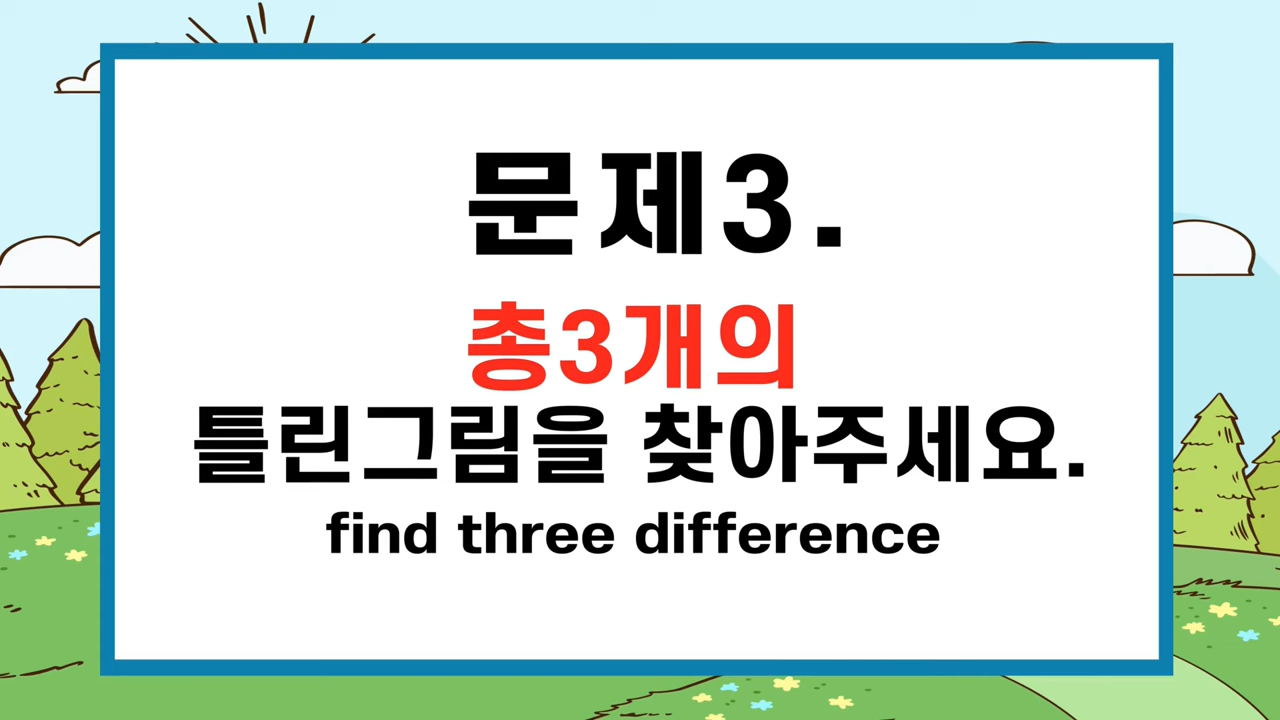 문제3.
총3개의
틀린그림을 찾아주세요.
find three difference